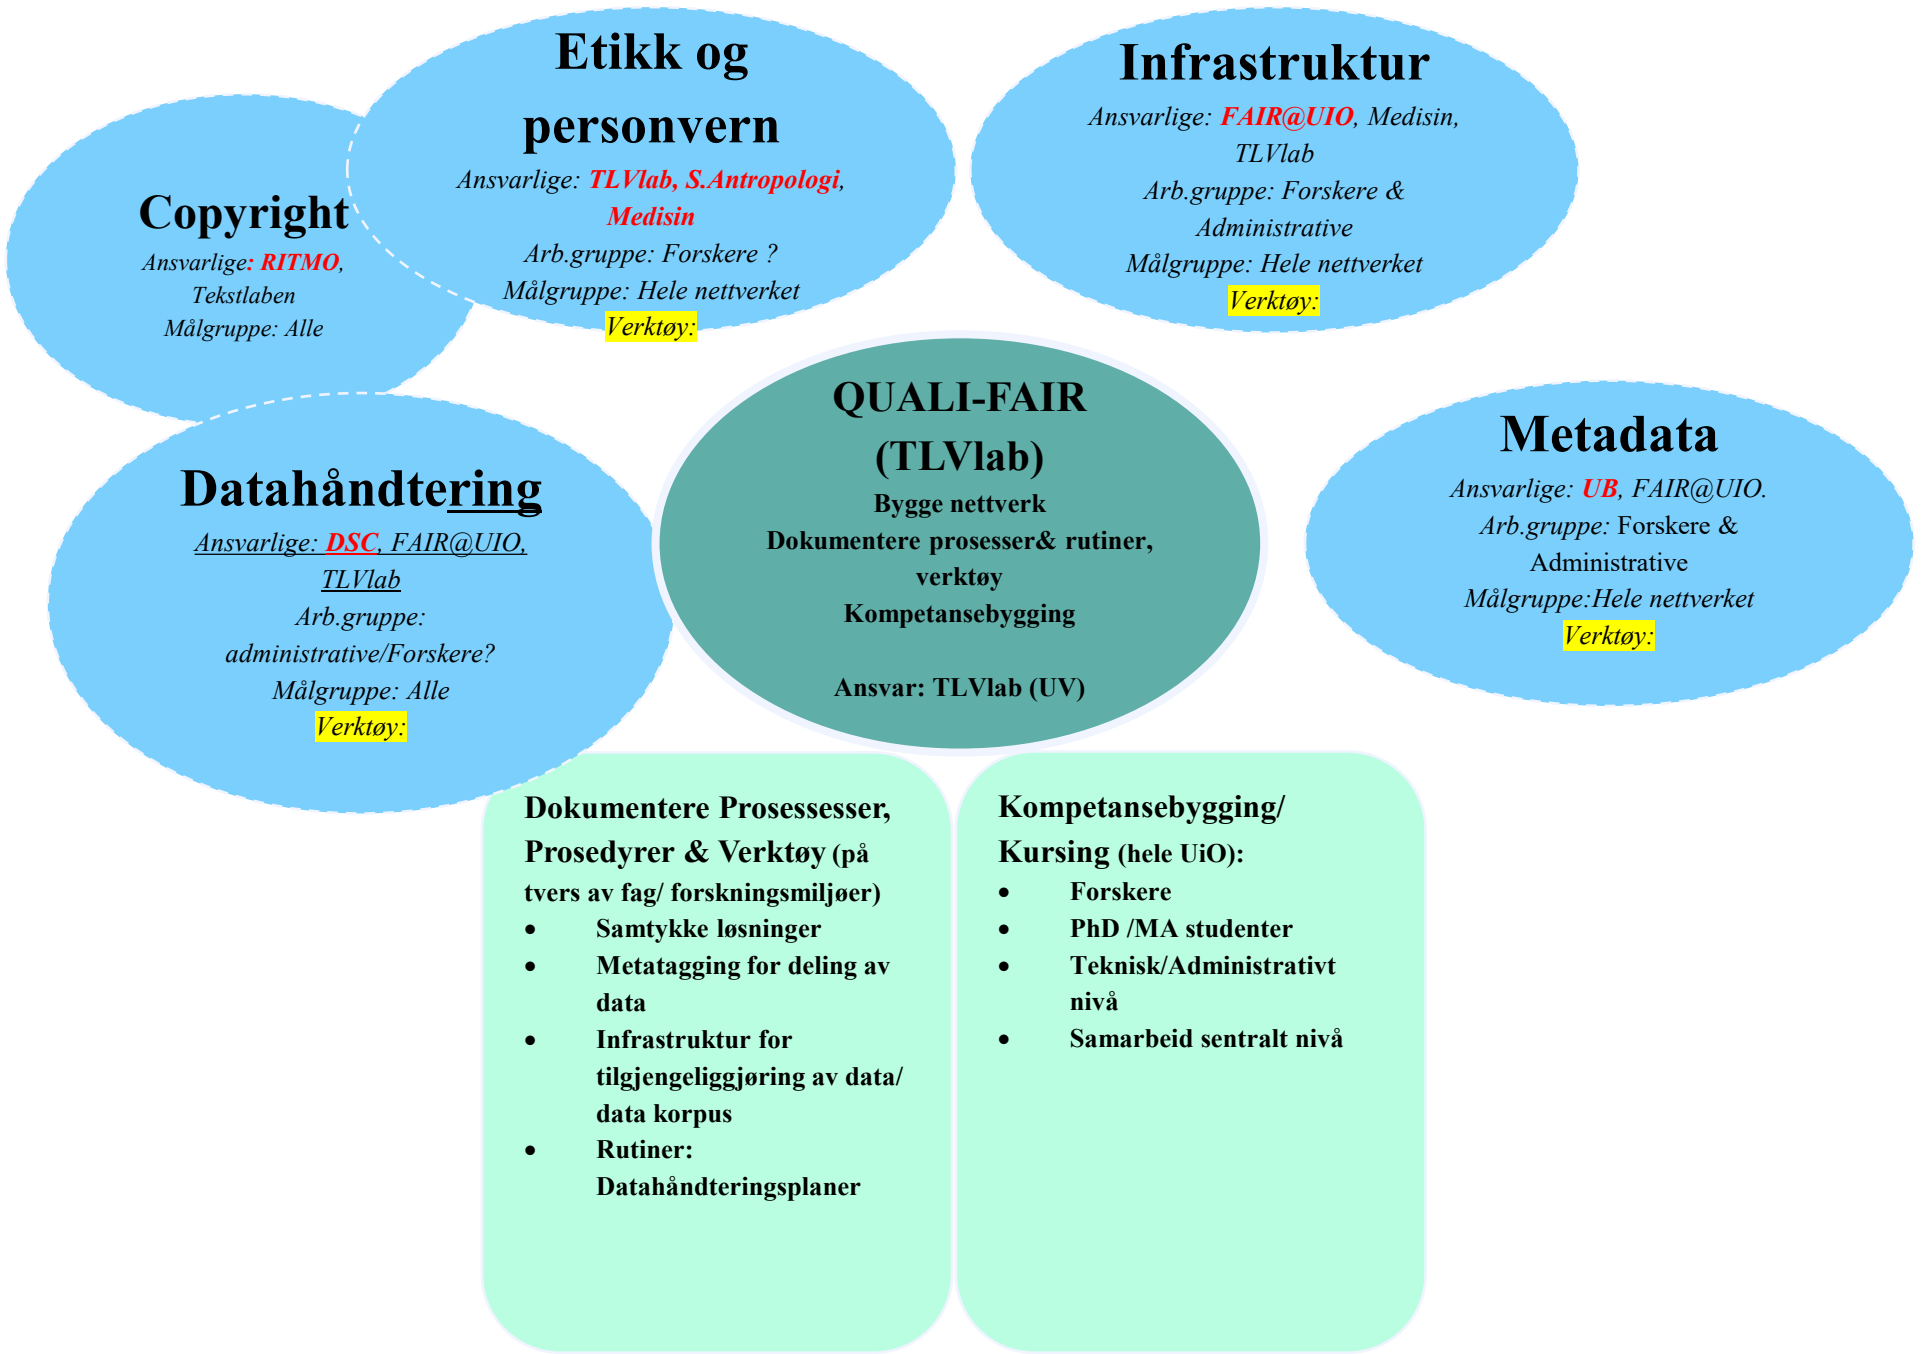 Etikk og
personvern
Ansvarlige: TLVlab, S.Antropologi,
Medisin
Arb.gruppe: Forskere ?
Målgruppe: Hele nettverket
Verktøy:
Infrastruktur
Ansvarlige: FAIR@UIO, Medisin,
TLVlab
Arb.gruppe: Forskere &
Administrative
Målgruppe: Hele nettverket
Verktøy:
Copyright
Ansvarlige: RITMO,
Tekstlaben
Målgruppe: Alle
QUALI-FAIR
(TLVlab)
Bygge nettverk
Dokumentere prosesser& rutiner,
verktøy
Kompetansebygging
Ansvar: TLVlab (UV)
Metadata
Ansvarlige: UB, FAIR@UIO.
Arb.gruppe: Forskere &
Administrative
Målgruppe:Hele nettverket
Verktøy:
Datahåndtering
Ansvarlige: DSC, FAIR@UIO,
TLVlab
Arb.gruppe:
administrative/Forskere?
Målgruppe: Alle
Verktøy:
Dokumentere Prosessesser,
Prosedyrer & Verktøy (på
tvers av fag/ forskningsmiljøer)
• Samtykke løsninger
• Metatagging for deling av
data
• Infrastruktur for
tilgjengeliggjøring av data/
data korpus
• Rutiner:
Datahåndteringsplaner
Kompetansebygging/
Kursing (hele UiO):
• Forskere
• PhD /MA studenter
• Teknisk/Administrativt
nivå
• Samarbeid sentralt nivå